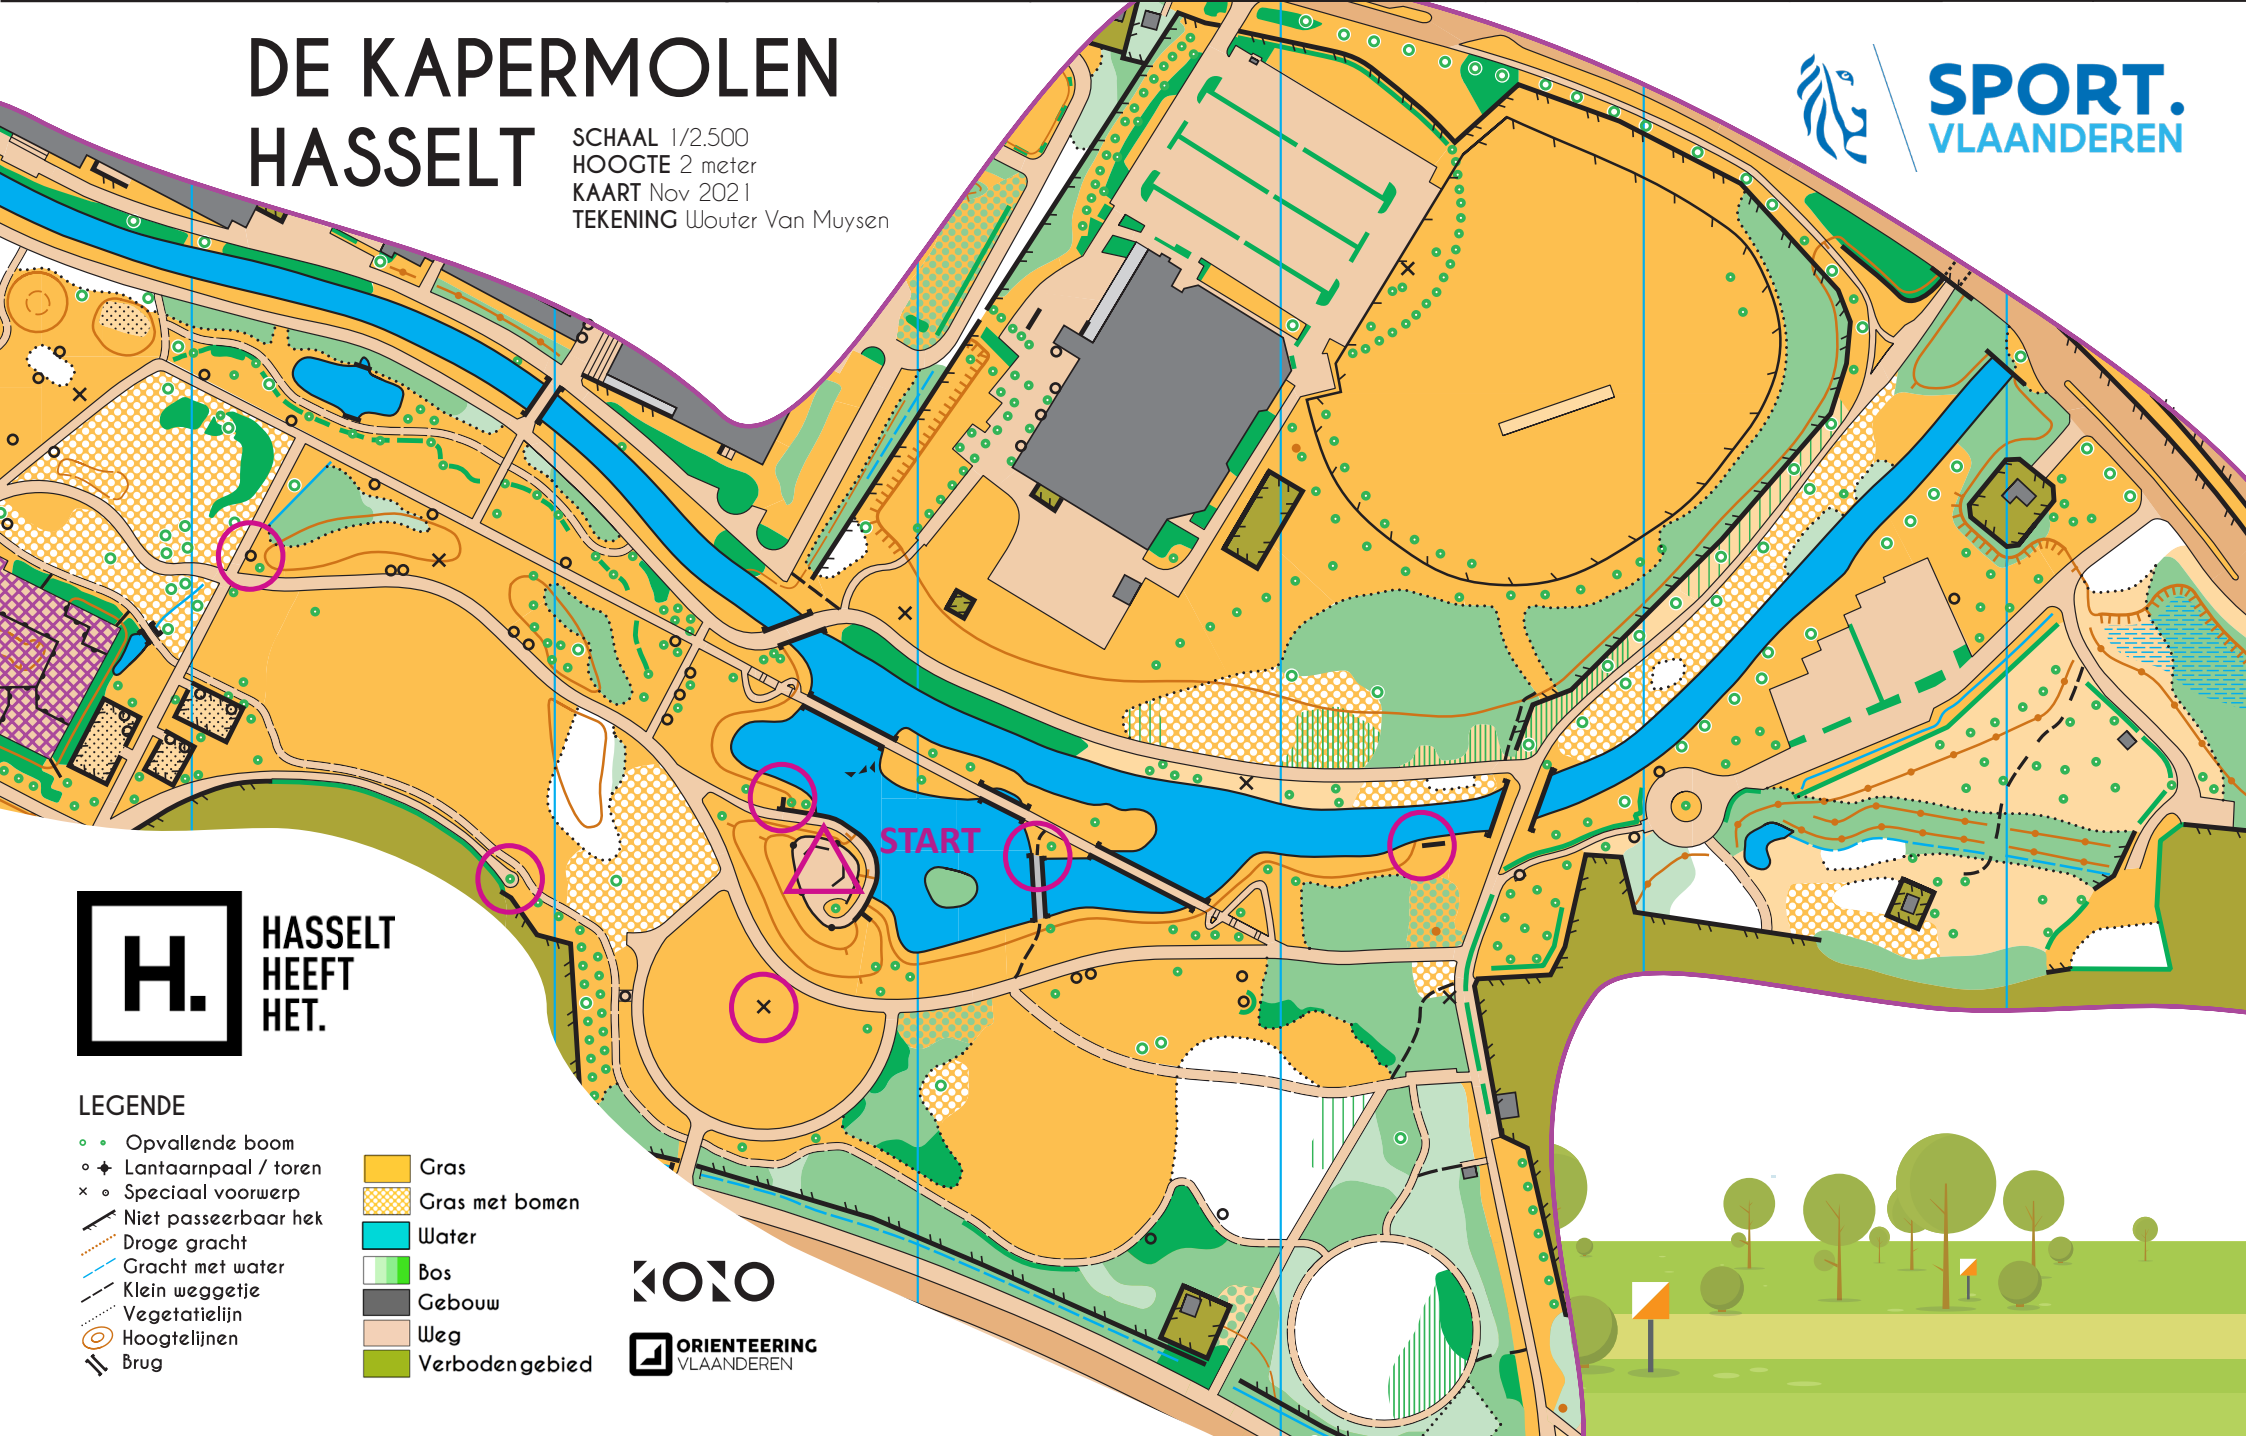 DE KAPERMOLEN
HASSELT
SCHAAL 1/2.500
HOOGTE 2 meter
KAART Nov 2021
TEKENING Wouter Van Muysen
SPORT.
VLAANDEREN
START
H.
HASSELT
HEEFT
HET.
LEGENDE
Opvallende boom
Lantaarnpaal / toren
Speciaal voorwerp
Niet passeerbaar hek
Droge gracht
Gracht met water
Klein weggetje
Vegetatielijn
Hoogtelijnen
Brug
Gras
Gras met bomen
Water
Bos
Gebouw
Weg
Verboden gebied
KONO
ORIENTEERING
VLAANDEREN